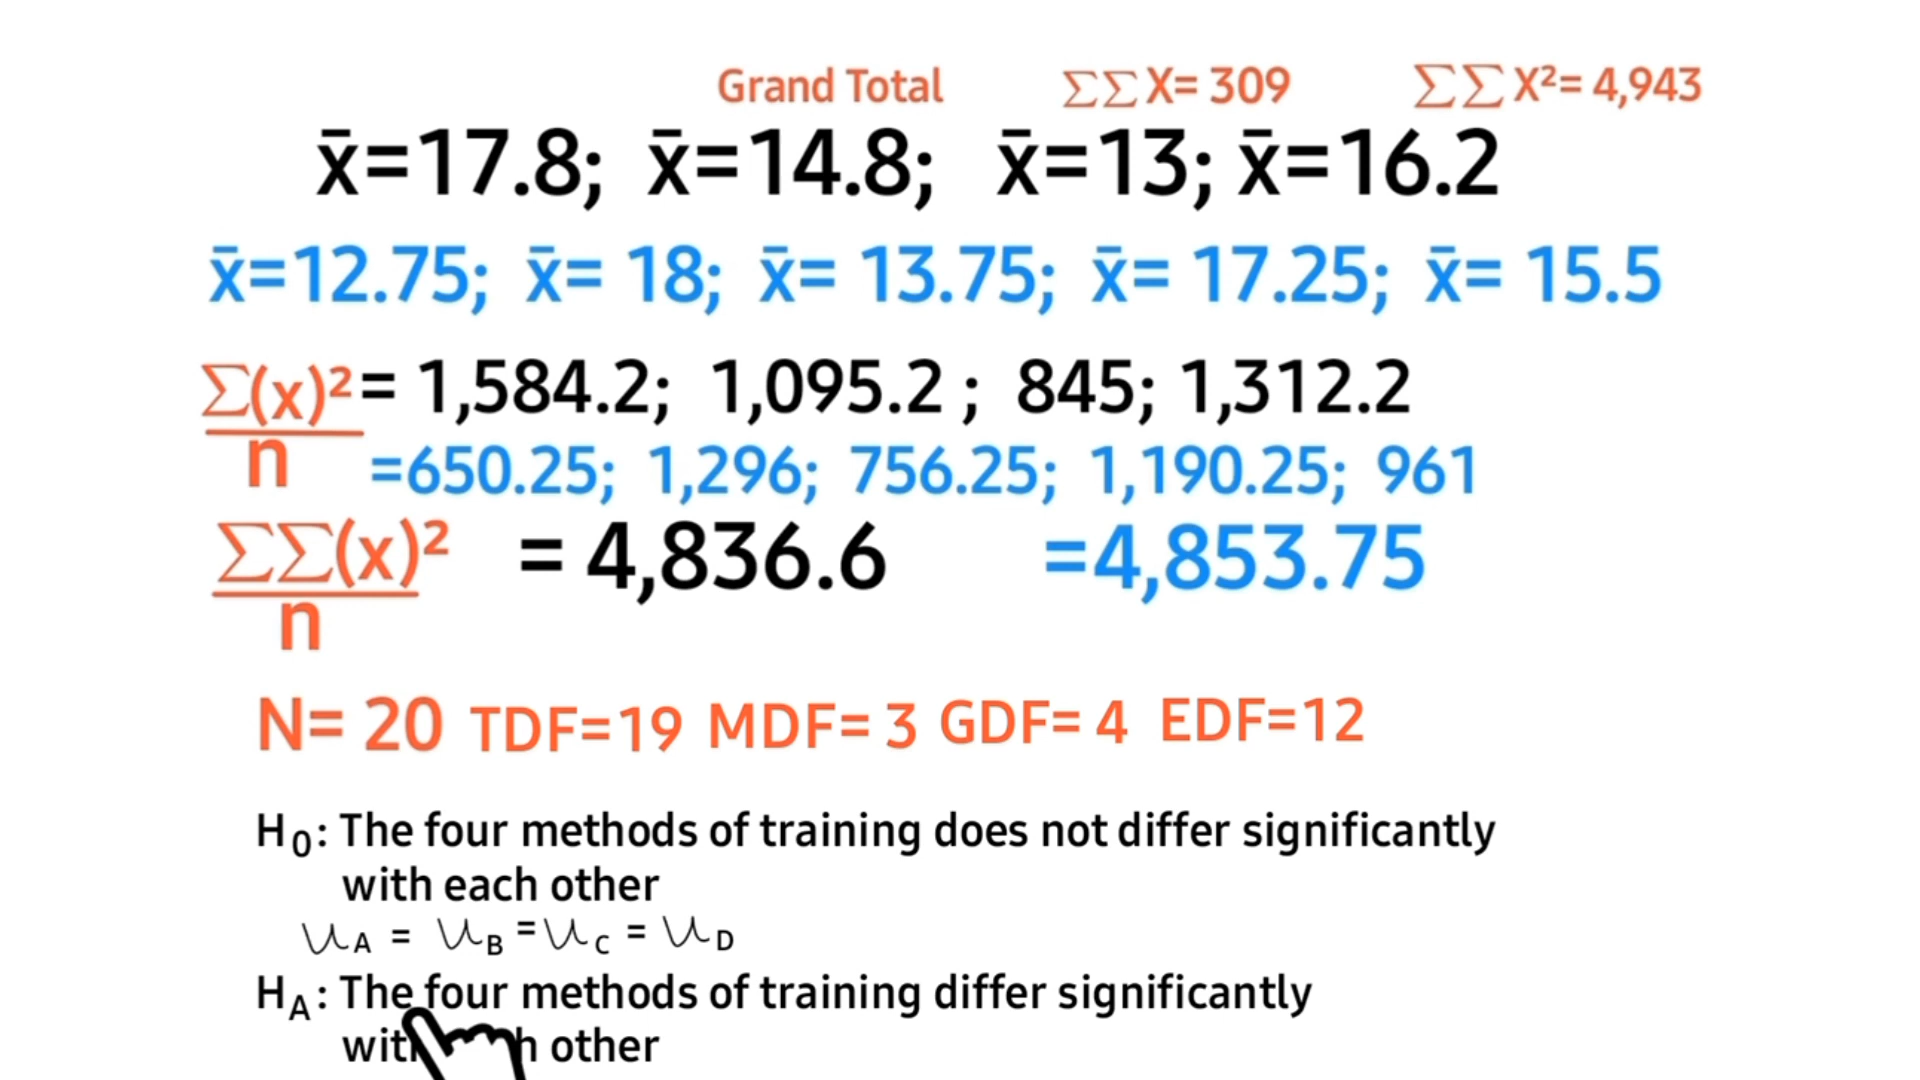 Grand Total ΣΣX= 309 ΣΣX²= 4,943
x̄=17.8; x̄=14.8; x̄=13; x̄=16.2
x̄=12.75; x̄= 18; x̄= 13.75; x̄= 17.25; x̄= 15.5
Σ(x)² = 1,584.2; 1,095.2 ; 845; 1,312.2
n =650.25; 1,296; 756.25; 1,190.25; 961
ΣΣ(x)² = 4,836.6 =4,853.75
n
N= 20 TDF=19 MDF= 3 GDF= 4 EDF=12
H₀: The four methods of training does not differ significantly
with each other
μA = μB = μC = μD
HA: The four methods of training differ significantly
other